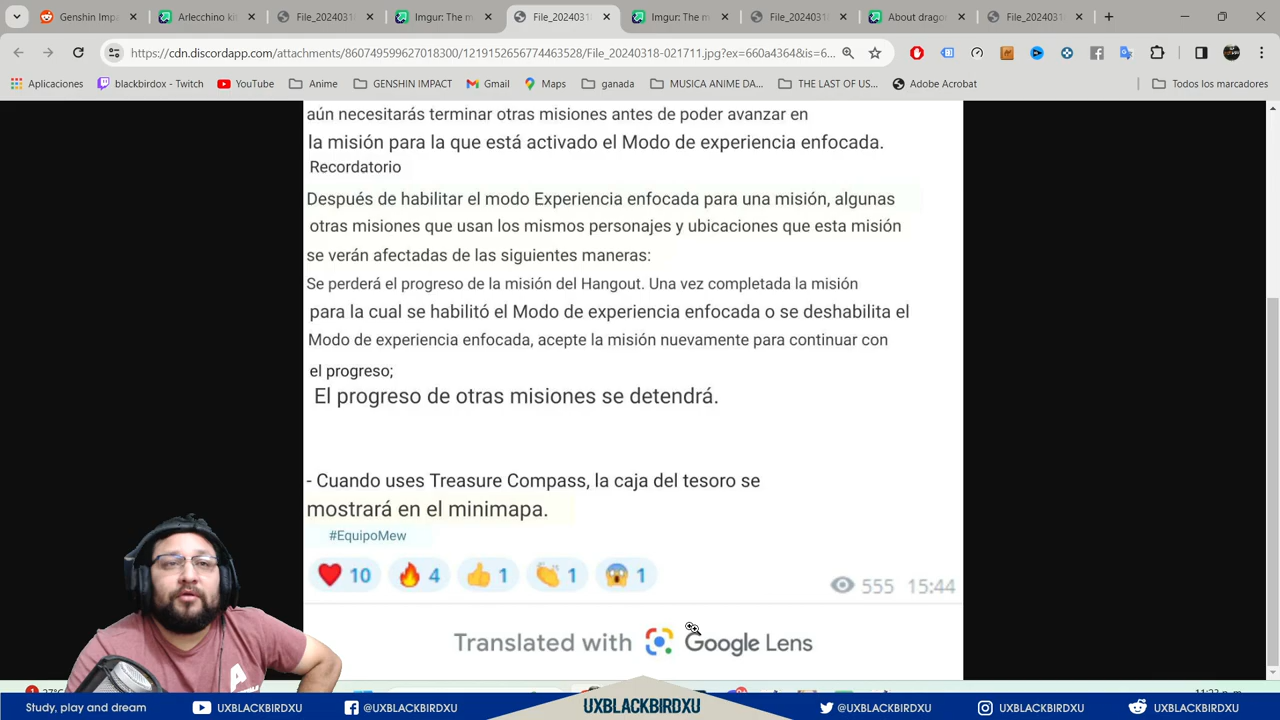 Genshin Impa
Arlecchino ki
File_20240318
Imgur: The m
File_20240318
Imgur: The m
File_20240318
About drago
File_20240318
https://cdn.discordapp.com/attachments/860749599627018300/1219152656774463528/File_20240318-021711.jpg?ex=660a4364&is=6...
Aplicaciones
blackbirdox - Twitch
YouTube
Anime
GENSHIN IMPACT
Gmail
Maps
ganada
MUSICA ANIME DA...
THE LAST OF US...
Adobe Acrobat
Todos los marcadores
aún necesitarás terminar otras misiones antes de poder avanzar en
la misión para la que está activado el Modo de experiencia enfocada.
Recordatorio
Después de habilitar el modo Experiencia enfocada para una misión, algunas
otras misiones que usan los mismos personajes y ubicaciones que esta misión
se verán afectadas de las siguientes maneras:
Se perderá el progreso de la misión del Hangout. Una vez completada la misión
para la cual se habilitó el Modo de experiencia enfocada o se deshabilita el
Modo de experiencia enfocada, acepte la misión nuevamente para continuar con
el progreso;
El progreso de otras misiones se detendrá.
- Cuando uses Treasure Compass, la caja del tesoro se
mostrará en el minimapa.
#EquipoMew
10
4
1
1
1
555 15:44
Translated with Google Lens
Study, play and dream
UXBLACKBIRDXU
@UXBLACKBIRDXU
UXBLACKBIRDXU
@UXBLACKBIRDXU
UXBLACKBIRDXU
UXBLACKBIRDXU